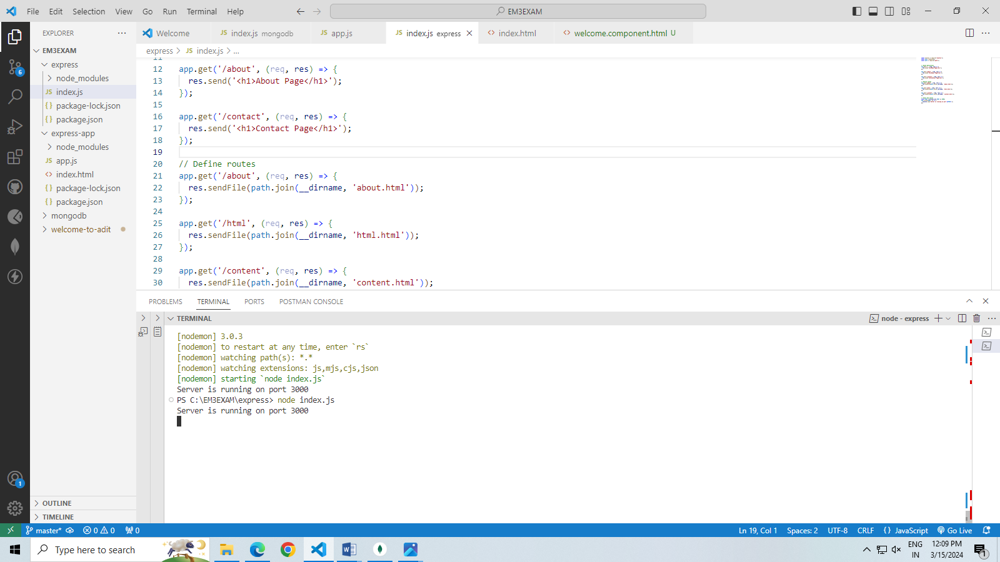 File Edit Selection View Go Run Terminal Help
EM3EXAM
EXPLORER
EM3EXAM
express
node_modules
index.js
package-lock.json
package.json
express-app
node_modules
app.js
index.html
package-lock.json
package.json
mongodb
welcome-to-adit
OUTLINE
TIMELINE
Welcome
JS index.js mongodb
JS app.js
JS index.js express
index.html
welcome.component.html U
express > JS index.js > ...
11
12 app.get('/about', (req, res) => {
13 res.send('<h1>About Page</h1>');
14 });
15
16 app.get('/contact', (req, res) => {
17 res.send('<h1>Contact Page</h1>');
18 });
19
20 // Define routes
21 app.get('/about', (req, res) => {
22 res.sendFile(path.join(__dirname, 'about.html'));
23 });
24
25 app.get('/html', (req, res) => {
26 res.sendFile(path.join(__dirname, 'html.html'));
27 });
28
29 app.get('/content', (req, res) => {
30 res.sendFile(path.join(__dirname, 'content.html'));
PROBLEMS TERMINAL PORTS POSTMAN CONSOLE
TERMINAL
node - express
[nodemon] 3.0.3
[nodemon] to restart at any time, enter `rs`
[nodemon] watching path(s): *.*
[nodemon] watching extensions: js,mjs,cjs,json
[nodemon] starting `node index.js`
Server is running on port 3000
PS C:\EM3EXAM\express> node index.js
Server is running on port 3000
master* 0 0 0
Ln 19, Col 1 Spaces: 2 UTF-8 CRLF {} JavaScript Go Live
Type here to search
ENG
IN
12:09 PM
3/15/2024
1